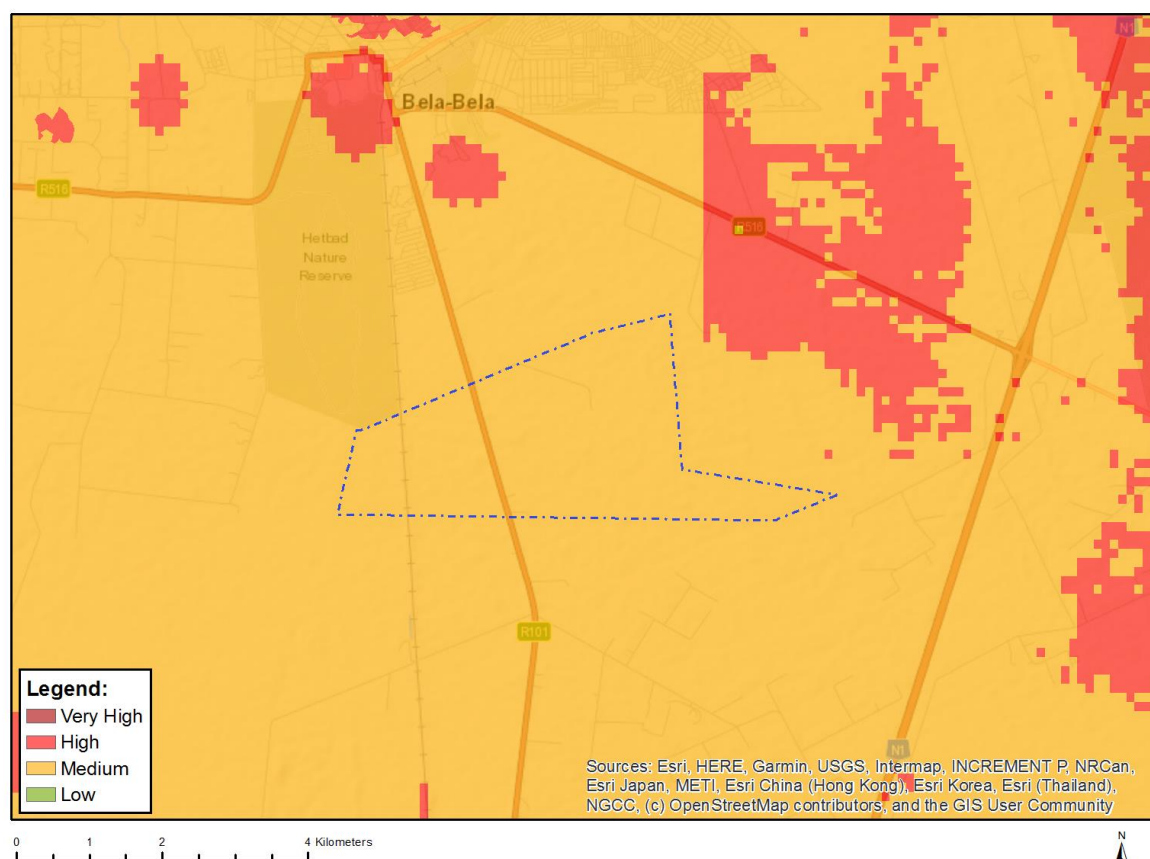 N1
Bela-Bela
R516
R516
Hetbad
Nature
Reserve
R101
N1
Legend:
Very High
High
Medium
Low
Sources: Esri, HERE, Garmin, USGS, Intermap, INCREMENT P, NRCan,
Esri Japan, METI, Esri China (Hong Kong), Esri Korea, Esri (Thailand),
NGCC, (c) OpenStreetMap contributors, and the GIS User Community
0 1 2 4 Kilometers
N